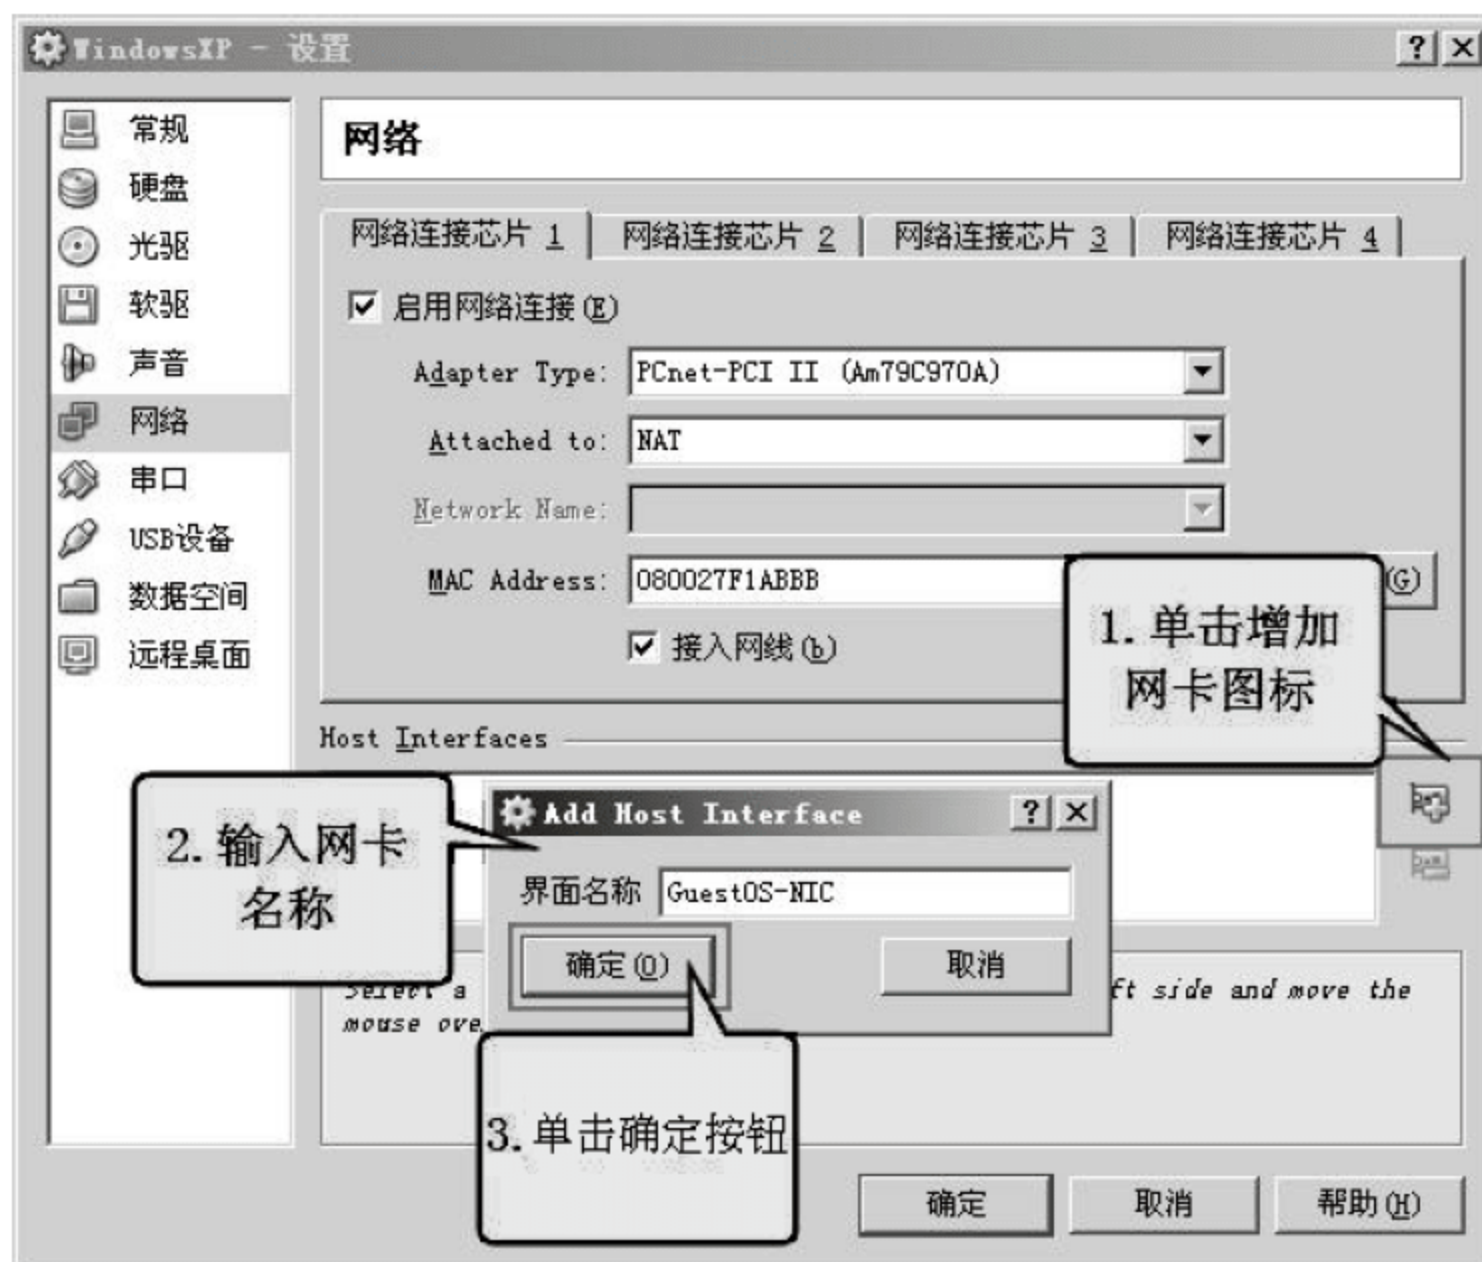 WindowsXP - 设置
常规
硬盘
光驱
软驱
声音
网络
串口
USB设备
数据空间
远程桌面
网络
网络连接芯片 1
网络连接芯片 2
网络连接芯片 3
网络连接芯片 4
启用网络连接(E)
Adapter Type: PCnet-PCI II (Am79C970A)
Attached to: NAT
Network Name:
MAC Address: 080027F1ABBB
(G)
接入网线(b)
1. 单击增加
网卡图标
Host Interfaces
2. 输入网卡
名称
Add Host Interface
界面名称 GuestOS-NIC
确定(O)
取消
Select a
side and move the
mouse
3. 单击确定按钮
确定
取消
帮助(H)